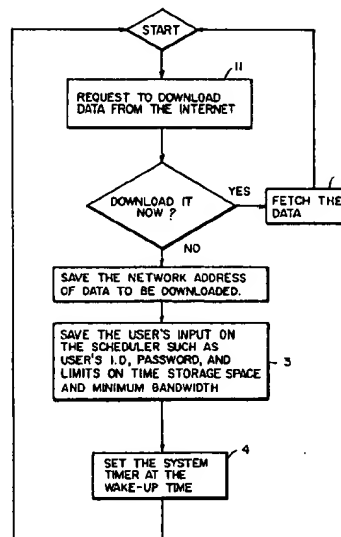 START
11
REQUEST TO DOWNLOAD
DATA FROM THE INTERNET
DOWNLOAD IT
NOW ?
YES
FETCH THE
DATA
NO
SAVE THE NETWORK ADDRESS
OF DATA TO BE DOWNLOADED.
SAVE THE USER'S INPUT ON
THE SCHEDULER SUCH AS
USER'S I.D, PASSWORD, AND
LIMITS ON TIME STORAGE SPACE
AND MINIMUM BANDWIDTH
3
4
SET THE SYSTEM
TIMER AT THE
WAKE-UP TIME